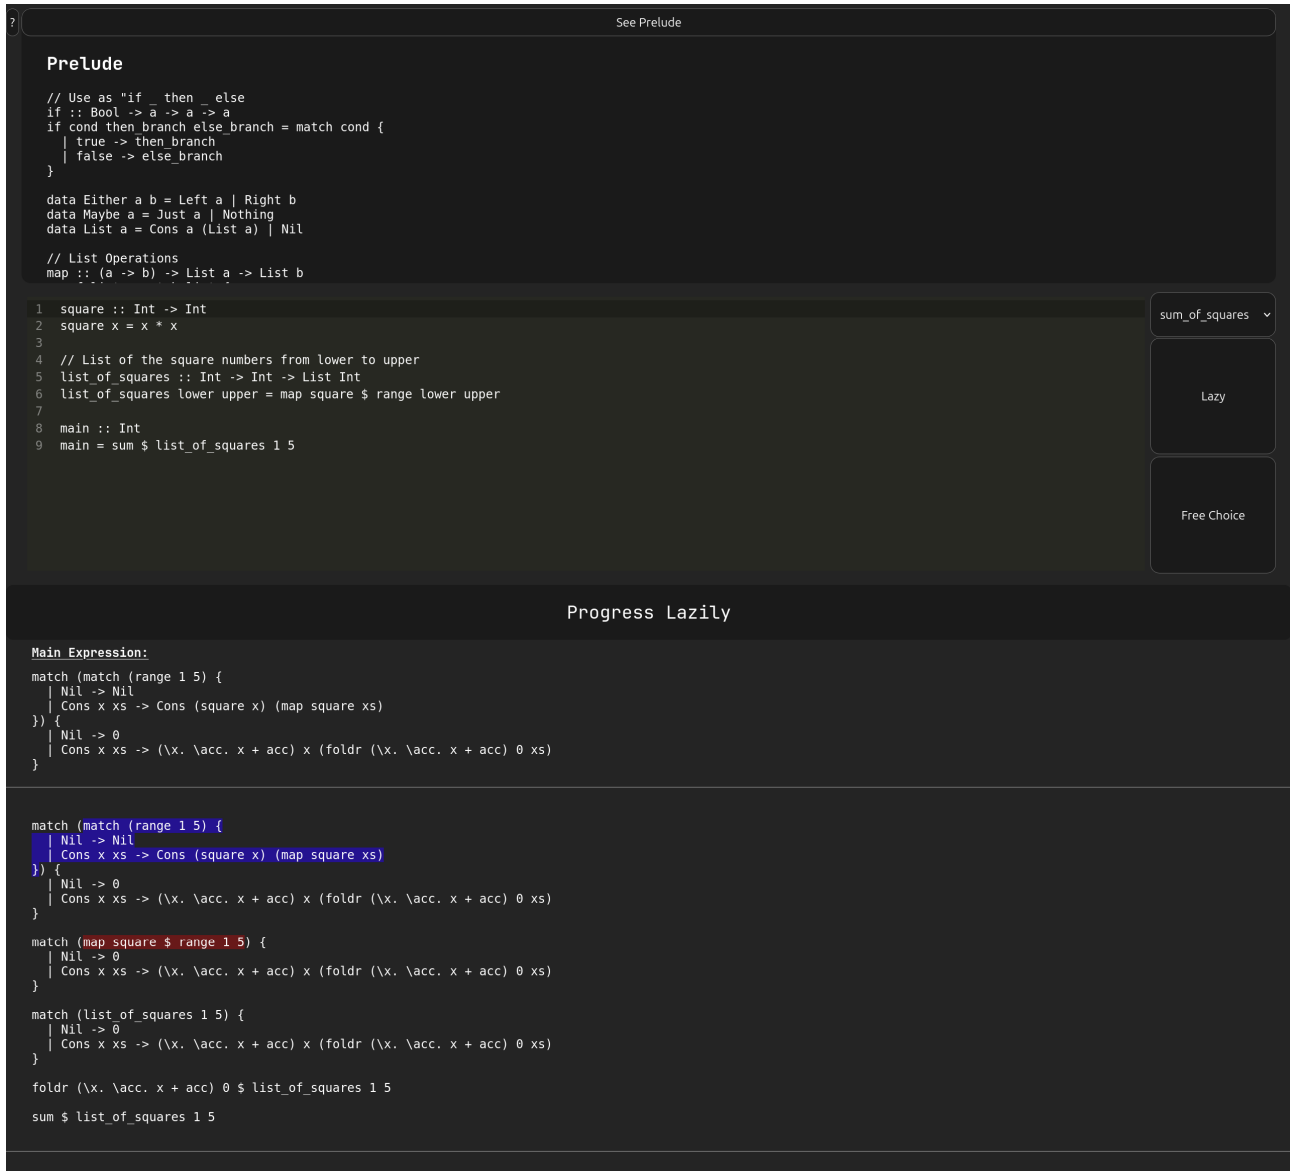 ?
See Prelude
Prelude
// Use as "if _ then _ else
if :: Bool -> a -> a -> a
if cond then_branch else_branch = match cond {
  | true -> then_branch
  | false -> else_branch
}
data Either a b = Left a | Right b
data Maybe a = Just a | Nothing
data List a = Cons a (List a) | Nil
// List Operations
map :: (a -> b) -> List a -> List b
1 square :: Int -> Int
2 square x = x * x
3
4 // List of the square numbers from lower to upper
5 list_of_squares :: Int -> Int -> List Int
6 list_of_squares lower upper = map square $ range lower upper
7
8 main :: Int
9 main = sum $ list_of_squares 1 5
sum_of_squares
Lazy
Free Choice
Progress Lazily
Main Expression:
match (match (range 1 5) {
  | Nil -> Nil
  | Cons x xs -> Cons (square x) (map square xs)
}) {
  | Nil -> 0
  | Cons x xs -> (\x. \acc. x + acc) x (foldr (\x. \acc. x + acc) 0 xs)
}
match (match (range 1 5) {
  | Nil -> Nil
  | Cons x xs -> Cons (square x) (map square xs)
}) {
  | Nil -> 0
  | Cons x xs -> (\x. \acc. x + acc) x (foldr (\x. \acc. x + acc) 0 xs)
}
match (map square $ range 1 5) {
  | Nil -> 0
  | Cons x xs -> (\x. \acc. x + acc) x (foldr (\x. \acc. x + acc) 0 xs)
}
match (list_of_squares 1 5) {
  | Nil -> 0
  | Cons x xs -> (\x. \acc. x + acc) x (foldr (\x. \acc. x + acc) 0 xs)
}
foldr (\x. \acc. x + acc) 0 $ list_of_squares 1 5
sum $ list_of_squares 1 5